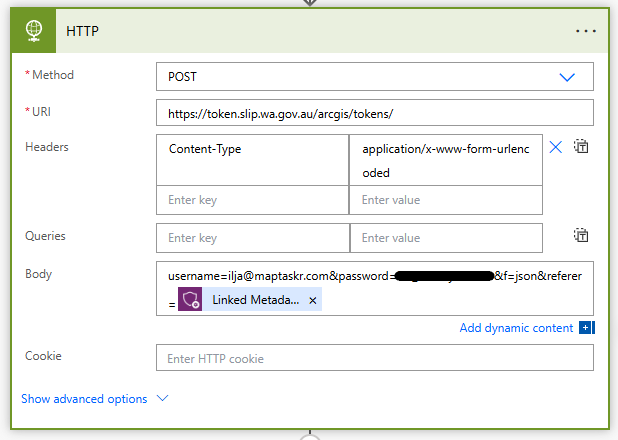 HTTP
* Method
POST
* URI
https://token.slip.wa.gov.au/arcgis/tokens/
Headers
Content-Type
application/x-www-form-urlenc
oded
Enter key
Enter value
Queries
Enter key
Enter value
Body
username=ilja@maptaskr.com&password=
&f=json&referer
= Linked Metada... ×
Add dynamic content
Cookie
Enter HTTP cookie
Show advanced options